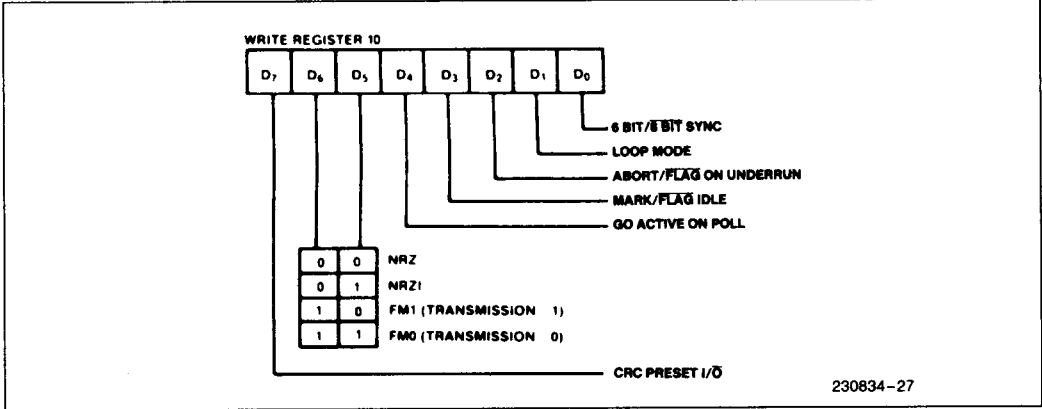 WRITE REGISTER 10
D7 D6 D5 D4 D3 D2 D1 D0
6 BIT/8 BIT SYNC
LOOP MODE
ABORT/FLAG ON UNDERRUN
MARK/FLAG IDLE
GO ACTIVE ON POLL
0 0 NRZ
0 1 NRZI
1 0 FM1 (TRANSMISSION 1)
1 1 FM0 (TRANSMISSION 0)
CRC PRESET I/O
230834-27